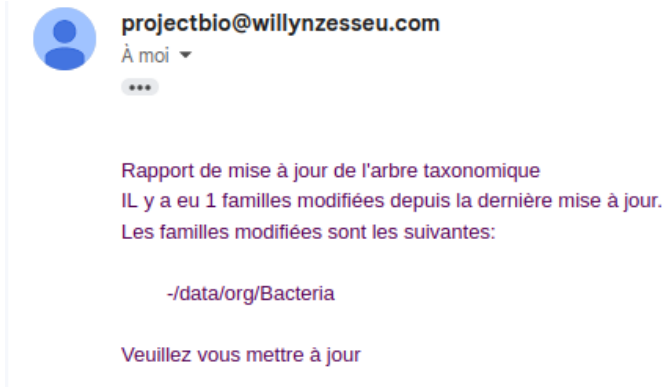 projectbio@willynzesseu.com
À moi
Rapport de mise à jour de l'arbre taxonomique
IL y a eu 1 familles modifiées depuis la dernière mise à jour.
Les familles modifiées sont les suivantes:
-/data/org/Bacteria
Veuillez vous mettre à jour